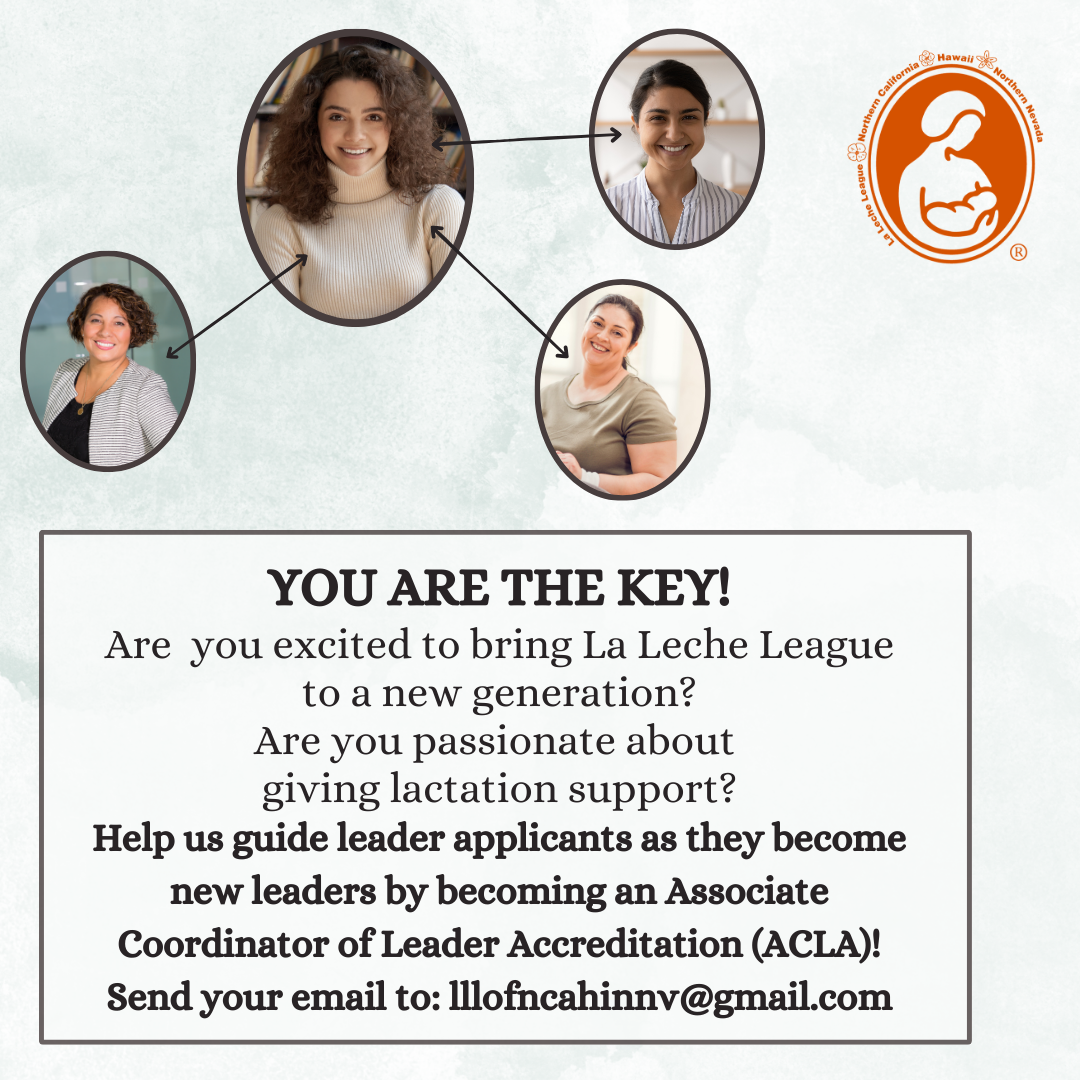 La Leche League Northern California Hawaii Northern Nevada
®
YOU ARE THE KEY!
Are you excited to bring La Leche League
to a new generation?
Are you passionate about
giving lactation support?
Help us guide leader applicants as they become
new leaders by becoming an Associate
Coordinator of Leader Accreditation (ACLA)!
Send your email to: lllofncahinnv@gmail.com